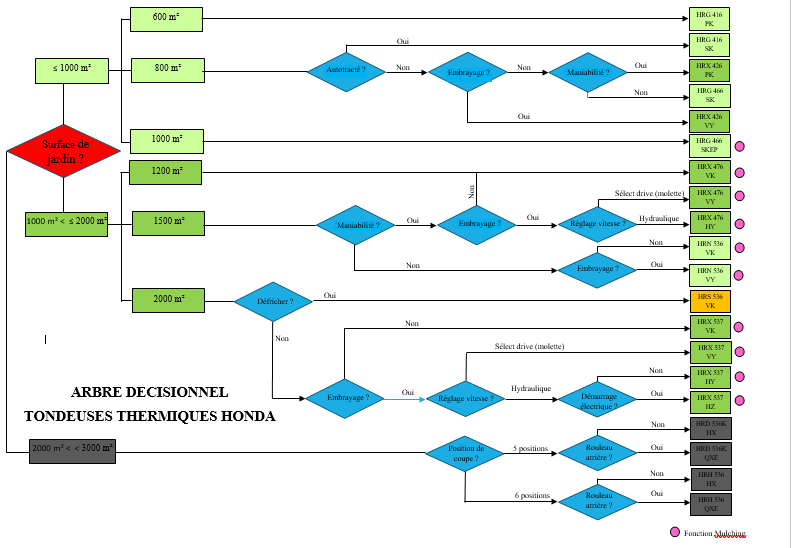 600 m²
HRG 416
PK
Oui
HRG 416
SK
≤ 1000 m²
800 m²
Autotracté ?
Non
Embrayage ?
Non
Maniabilité ?
Oui
HRX 426
PK
Non
HRG 466
SK
Oui
HRX 426
VY
Surface de
jardin ?
1000 m²
HRG 466
SKEP
1200 m²
HRX 476
VK
Non
Sélect drive (molette)
HRX 476
VY
1000 m² < ≤ 2000 m²
1500 m²
Maniabilité ?
Oui
Embrayage ?
Oui
Réglage vitesse ?
Hydraulique
HRX 476
HY
Non
HRN 536
VK
Non
Embrayage ?
Oui
HRN 536
VY
2000 m²
Défricher ?
Oui
HRS 536
VK
Non
Non
HRX 537
VK
Sélect drive (molette)
HRX 537
VY
Non
HRX 537
HY
Embrayage ?
Oui
Réglage vitesse ?
Hydraulique
Démarrage
électrique ?
Oui
HRX 537
HZ
ARBRE DECISIONNEL
TONDEUSES THERMIQUES HONDA
Non
HRD 536K
HX
2000 m² < < 3000 m²
Position de
coupe ?
5 positions
Rouleau
arrière ?
Oui
HRD 536K
QXE
Non
HRH 536
HX
6 positions
Rouleau
arrière ?
Oui
HRH 536
QXE
Fonction Mulching